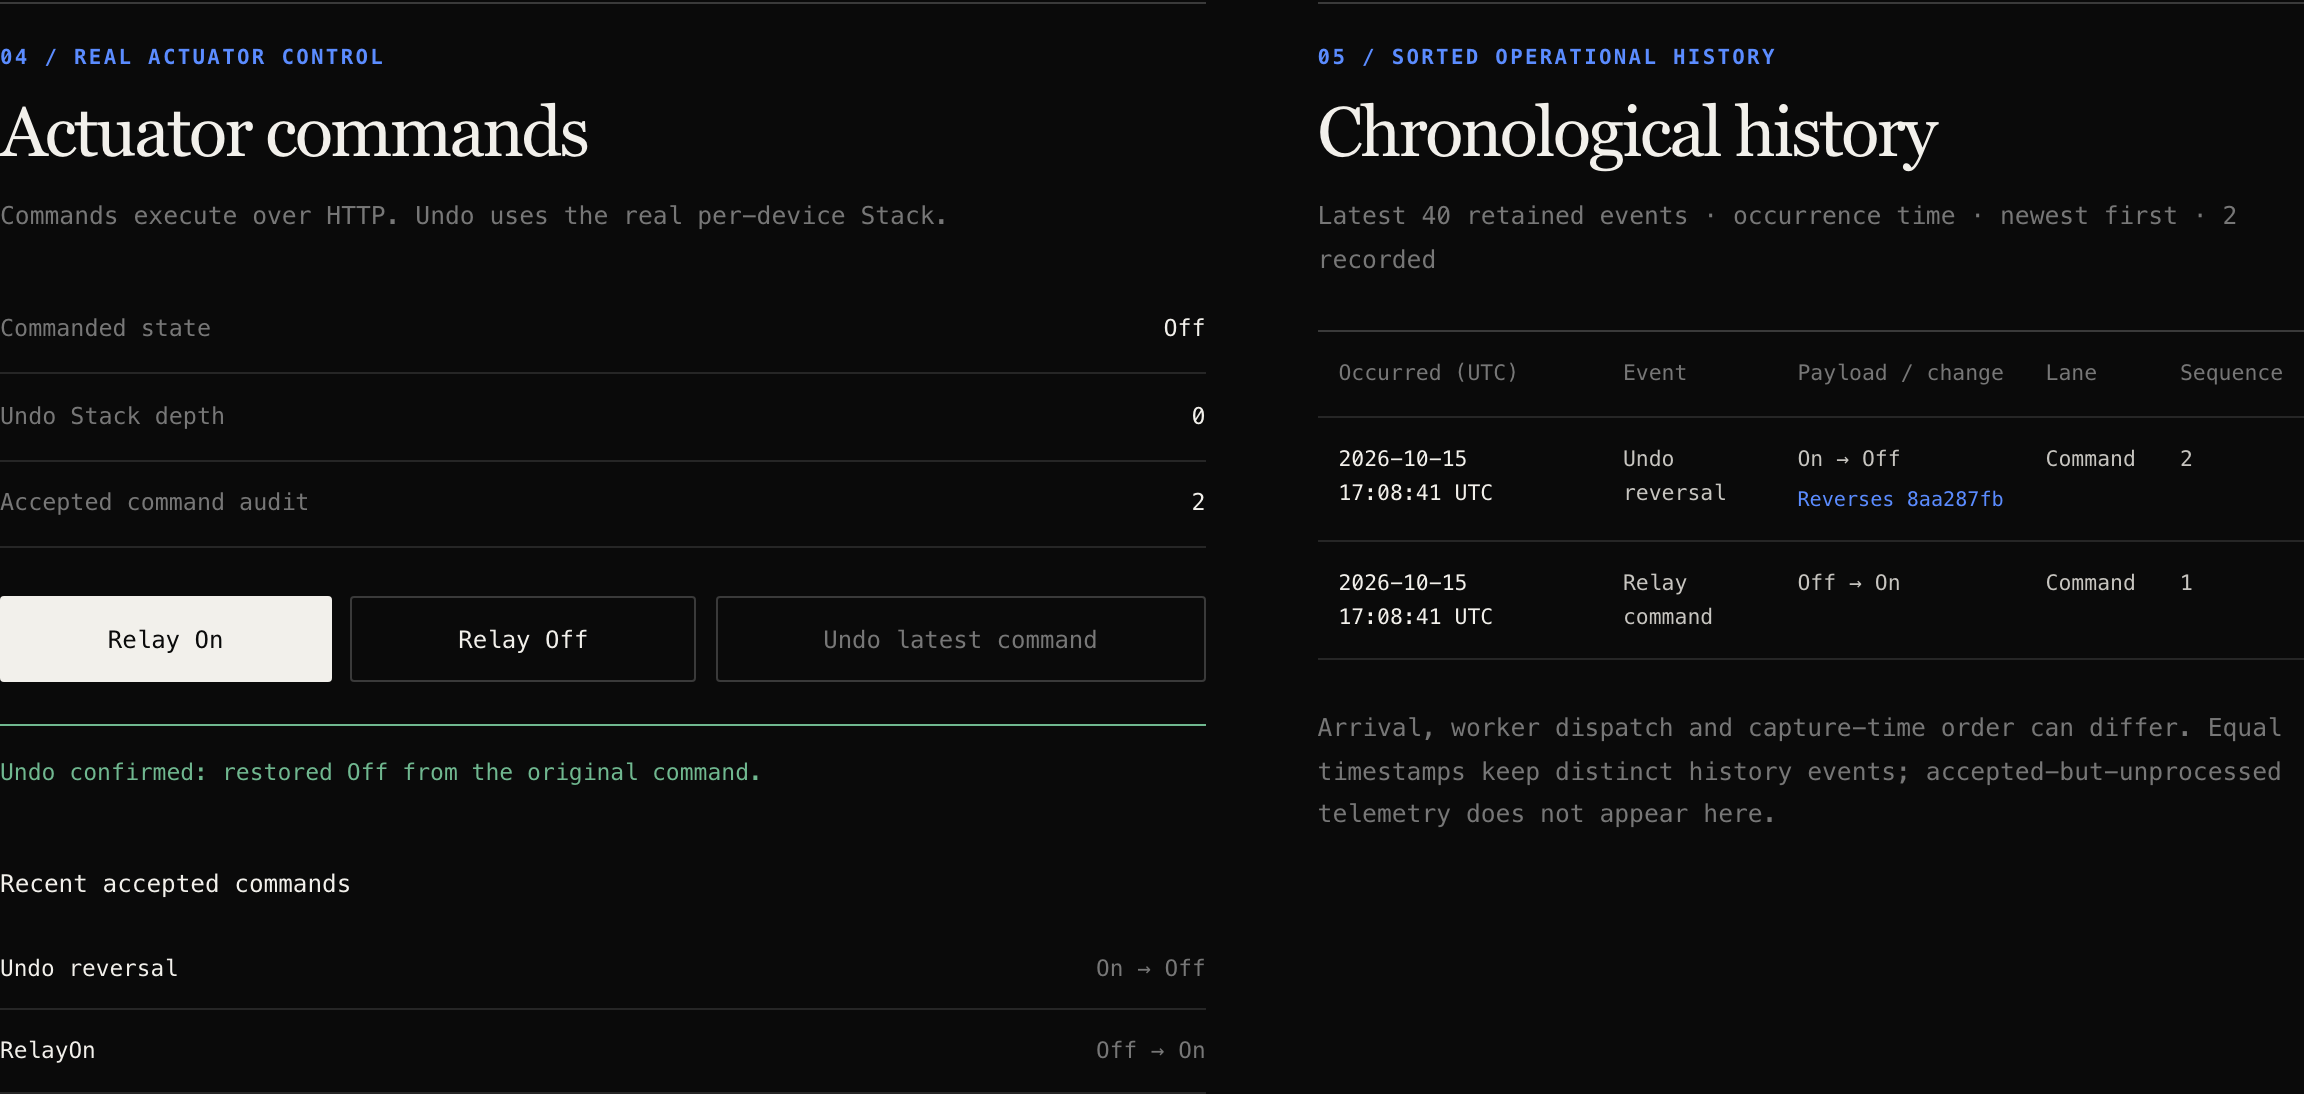 04 / REAL ACTUATOR CONTROL
Actuator commands
Commands execute over HTTP. Undo uses the real per-device Stack.
Commanded state Off
Undo Stack depth 0
Accepted command audit 2
Relay On Relay Off Undo latest command
Undo confirmed: restored Off from the original command.
Recent accepted commands
Undo reversal On → Off
RelayOn Off → On
05 / SORTED OPERATIONAL HISTORY
Chronological history
Latest 40 retained events · occurrence time · newest first · 2
recorded
Occurred (UTC) Event Payload / change Lane Sequence
2026-10-15 Undo On → Off Command 2
17:08:41 UTC reversal Reverses 8aa287fb
2026-10-15 Relay Off → On Command 1
17:08:41 UTC command
Arrival, worker dispatch and capture-time order can differ. Equal
timestamps keep distinct history events; accepted-but-unprocessed
telemetry does not appear here.